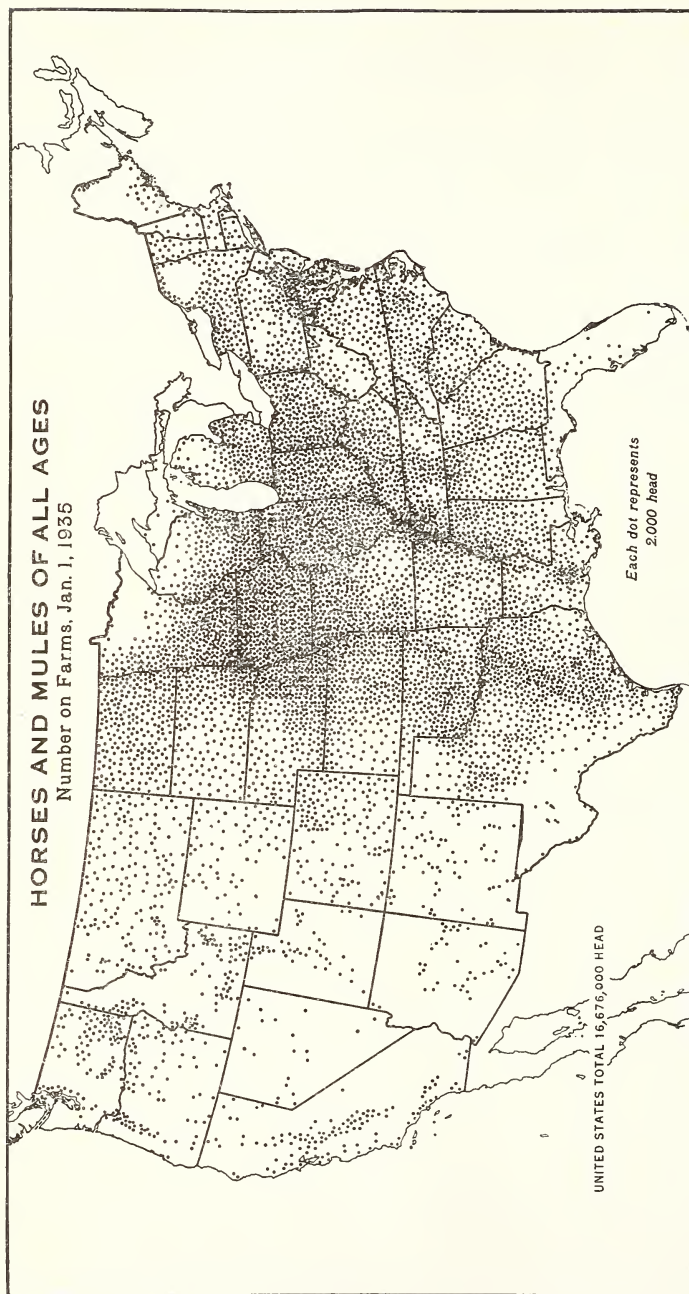 HORSES AND MULES OF ALL AGES
Number on Farms, Jan. 1, 1935
Each dot represents
2,000 head
UNITED STATES TOTAL 16,676,000 HEAD